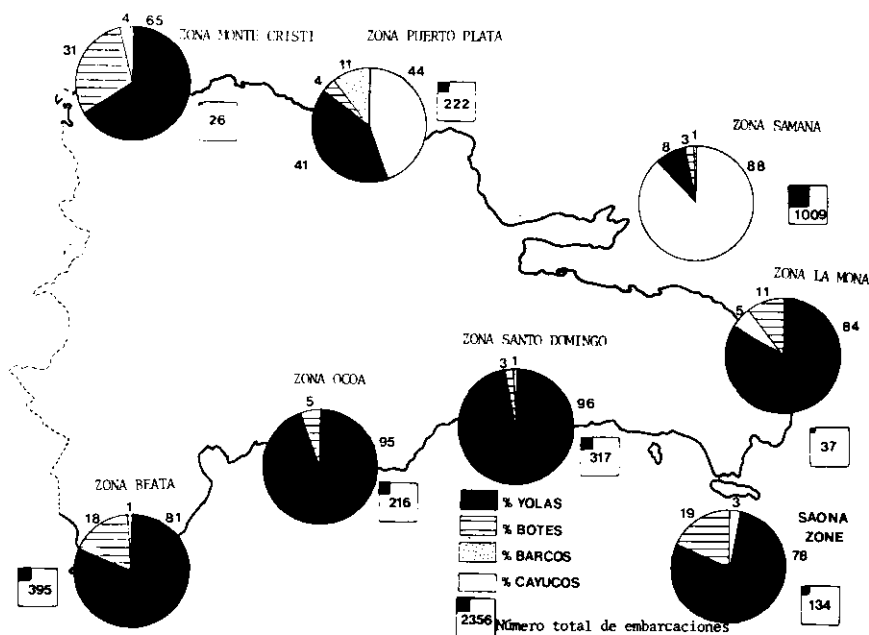 ZONA MONTE CRISTI
4
65
31
26
ZONA PUERTO PLATA
11
4
44
41
222
ZONA SAMANA
8
3
1
88
1009
ZONA LA MONA
11
5
84
37
ZONA SANTO DOMINGO
3
1
96
317
ZONA OCOA
5
95
216
ZONA BEATA
18
1
81
395
SAONA
ZONE
19
3
78
134
% YOLAS
% BOTES
% BARCOS
% CAYUCOS
2356 Número total de embarcaciones